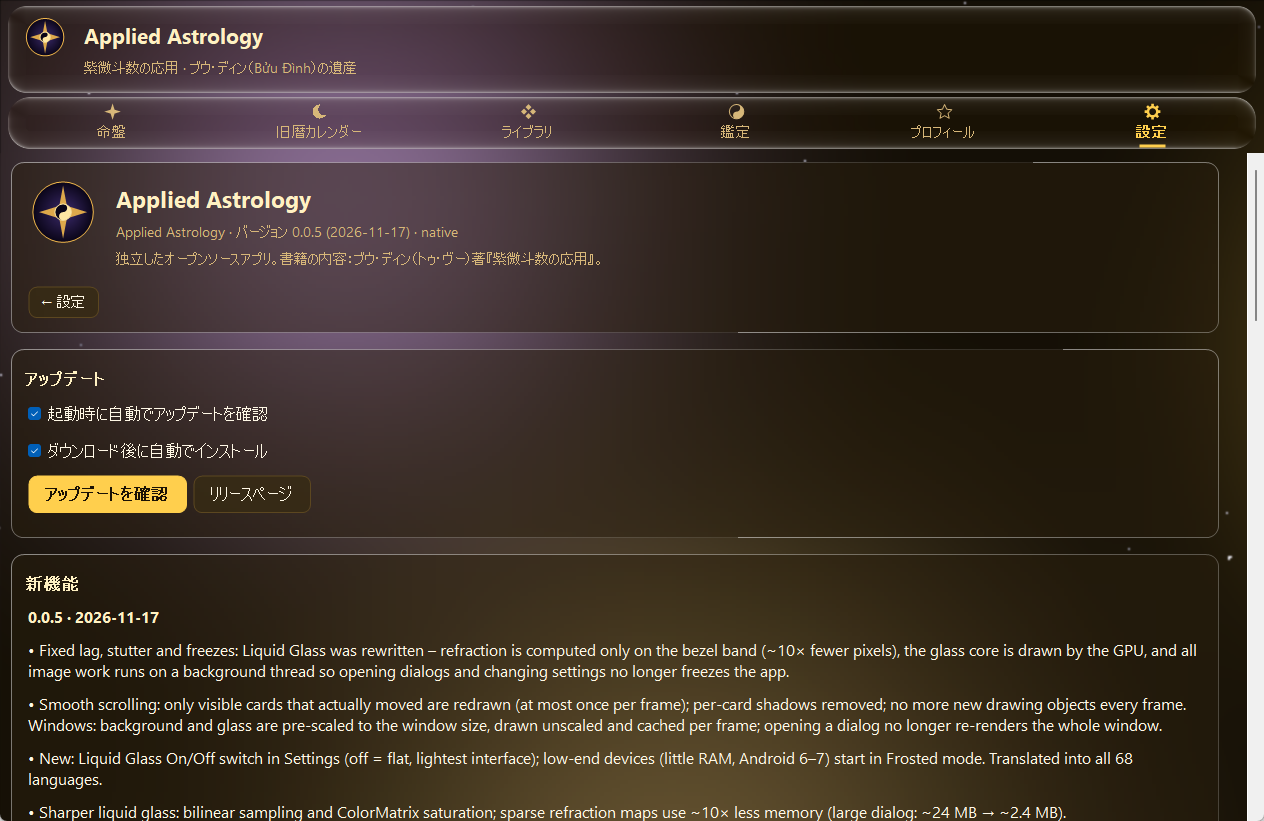 Applied Astrology
紫微斗数の応用 · ブウ・ディン(Bửu Đình)の遺産
命盤
旧暦カレンダー
ライブラリ
鑑定
プロフィール
設定
Applied Astrology
Applied Astrology · バージョン 0.0.5 (2026-11-17) · native
独立したオープンソースアプリ。書籍の内容:ブウ・ディン(トゥ・ヴー)著『紫微斗数の応用』。
← 設定
アップデート
起動時に自動でアップデートを確認
ダウンロード後に自動でインストール
アップデートを確認
リリースページ
新機能
0.0.5 · 2026-11-17
• Fixed lag, stutter and freezes: Liquid Glass was rewritten – refraction is computed only on the bezel band (~10× fewer pixels), the glass core is drawn by the GPU, and all
image work runs on a background thread so opening dialogs and changing settings no longer freezes the app.
• Smooth scrolling: only visible cards that actually moved are redrawn (at most once per frame); per-card shadows removed; no more new drawing objects every frame.
Windows: background and glass are pre-scaled to the window size, drawn unscaled and cached per frame; opening a dialog no longer re-renders the whole window.
• New: Liquid Glass On/Off switch in Settings (off = flat, lightest interface); low-end devices (little RAM, Android 6–7) start in Frosted mode. Translated into all 68
languages.
• Sharper liquid glass: bilinear sampling and ColorMatrix saturation; sparse refraction maps use ~10× less memory (large dialog: ~24 MB → ~2.4 MB).